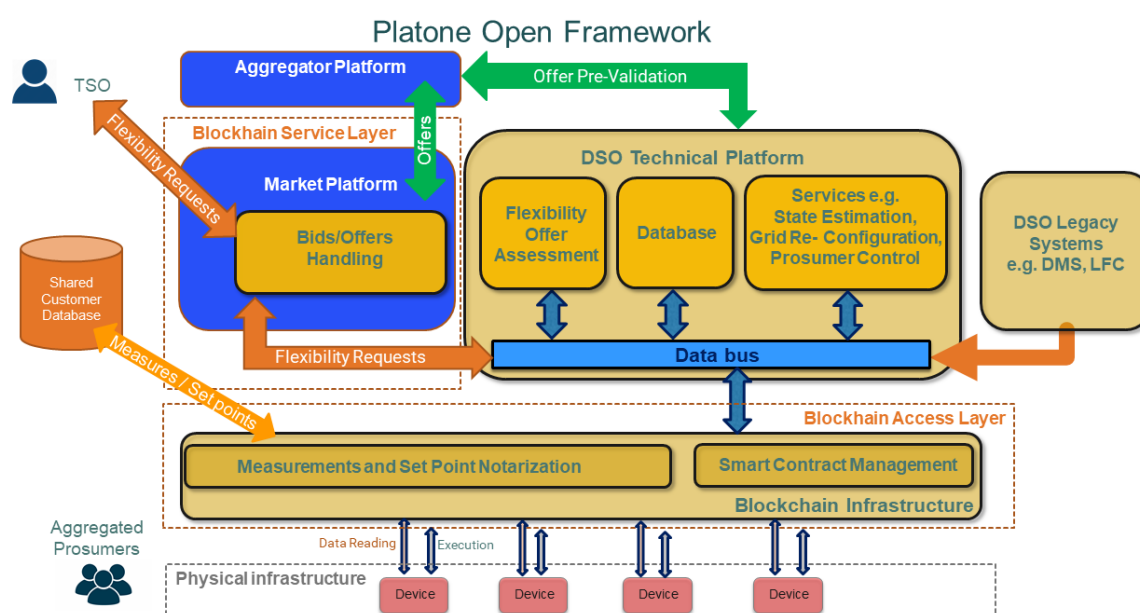 Platone Open Framework
Aggregator Platform
Offer Pre-Validation
TSO
Flexibility Requests
Blockhain Service Layer
Offers
Market Platform
Bids/Offers
Handling
DSO Technical Platform
Flexibility
Offer
Assessment
Database
Services e.g.
State Estimation,
Grid Re- Configuration,
Prosumer Control
DSO Legacy
Systems
e.g. DMS, LFC
Shared
Customer
Database
Flexibility Requests
Data bus
Measures / Set points
Blockhain Access Layer
Measurements and Set Point Notarization
Smart Contract Management
Blockchain Infrastructure
Aggregated
Prosumers
Data Reading
Execution
Physical infrastructure
Device
Device
Device
Device